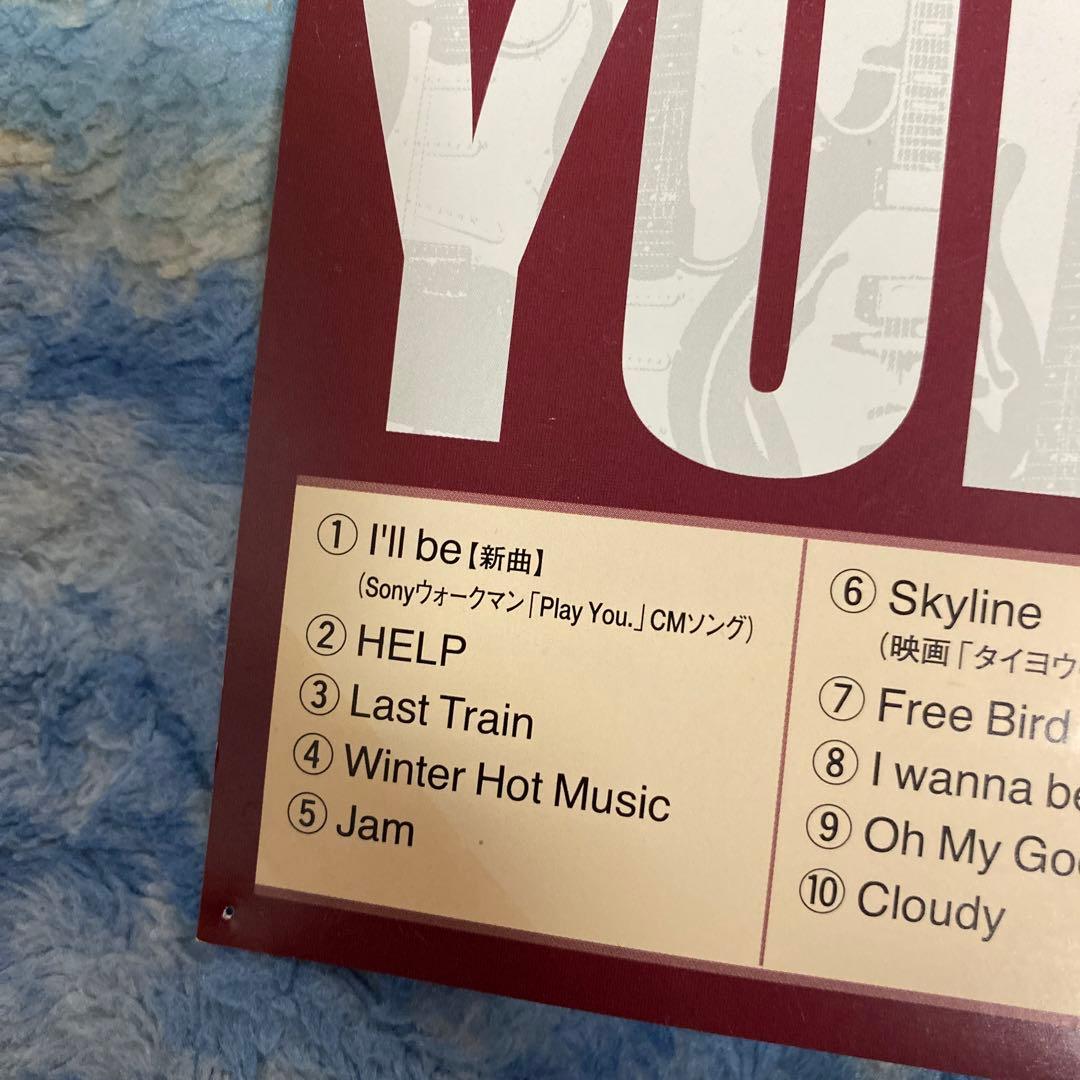 YOU
① I'll be【新曲】
(Sonyウォークマン「Play You.」CMソング)
② HELP
③ Last Train
④ Winter Hot Music
⑤ Jam
⑥ Skyline
(映画「タイヨウ
⑦ Free Bird
⑧ I wanna be
⑨ Oh My
⑩ Cloudy